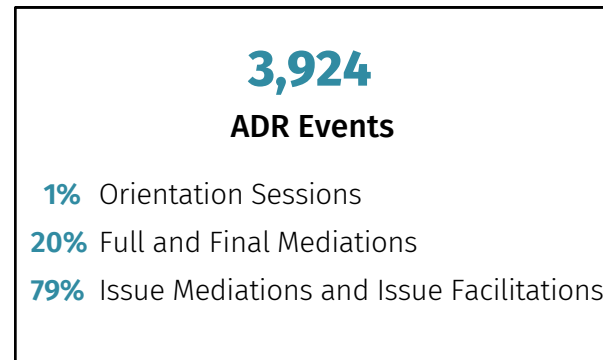 3,924
ADR Events
1% Orientation Sessions
20% Full and Final Mediations
79% Issue Mediations and Issue Facilitations